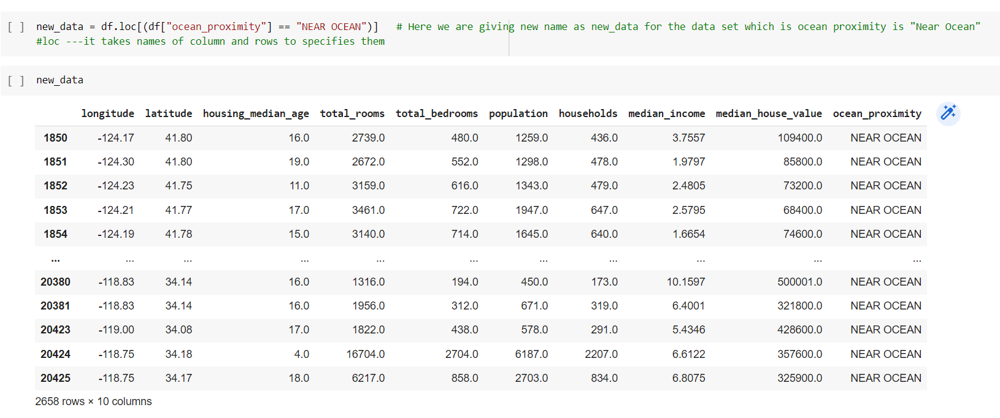 [ ] new_data = df.loc[(df["ocean_proximity"] == "NEAR OCEAN")] # Here we are giving new name as new_data for the data set which is ocean proximity is "Near Ocean"
#loc ---it takes names of column and rows to specifies them
[ ] new_data
longitude latitude housing_median_age total_rooms total_bedrooms population households median_income median_house_value ocean_proximity
1850 -124.17 41.80 16.0 2739.0 480.0 1259.0 436.0 3.7557 109400.0 NEAR OCEAN
1851 -124.30 41.80 19.0 2672.0 552.0 1298.0 478.0 1.9797 85800.0 NEAR OCEAN
1852 -124.23 41.75 11.0 3159.0 616.0 1343.0 479.0 2.4805 73200.0 NEAR OCEAN
1853 -124.21 41.77 17.0 3461.0 722.0 1947.0 647.0 2.5795 68400.0 NEAR OCEAN
1854 -124.19 41.78 15.0 3140.0 714.0 1645.0 640.0 1.6654 74600.0 NEAR OCEAN
... ... ... ... ... ... ... ... ... ... ...
20380 -118.83 34.14 16.0 1316.0 194.0 450.0 173.0 10.1597 500001.0 NEAR OCEAN
20381 -118.83 34.14 16.0 1956.0 312.0 671.0 319.0 6.4001 321800.0 NEAR OCEAN
20423 -119.00 34.08 17.0 1822.0 438.0 578.0 291.0 5.4346 428600.0 NEAR OCEAN
20424 -118.75 34.18 4.0 16704.0 2704.0 6187.0 2207.0 6.6122 357600.0 NEAR OCEAN
20425 -118.75 34.17 18.0 6217.0 858.0 2703.0 834.0 6.8075 325900.0 NEAR OCEAN
2658 rows × 10 columns